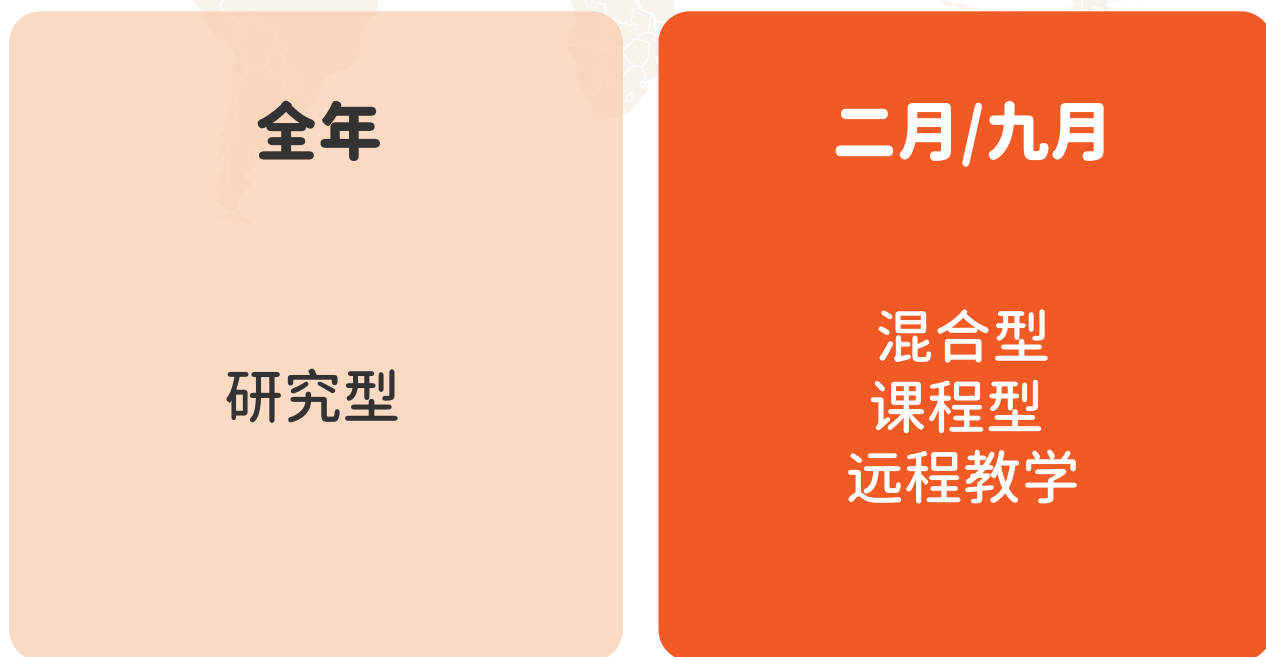 全年
研究型
二月/九月
混合型
课程型
远程教学